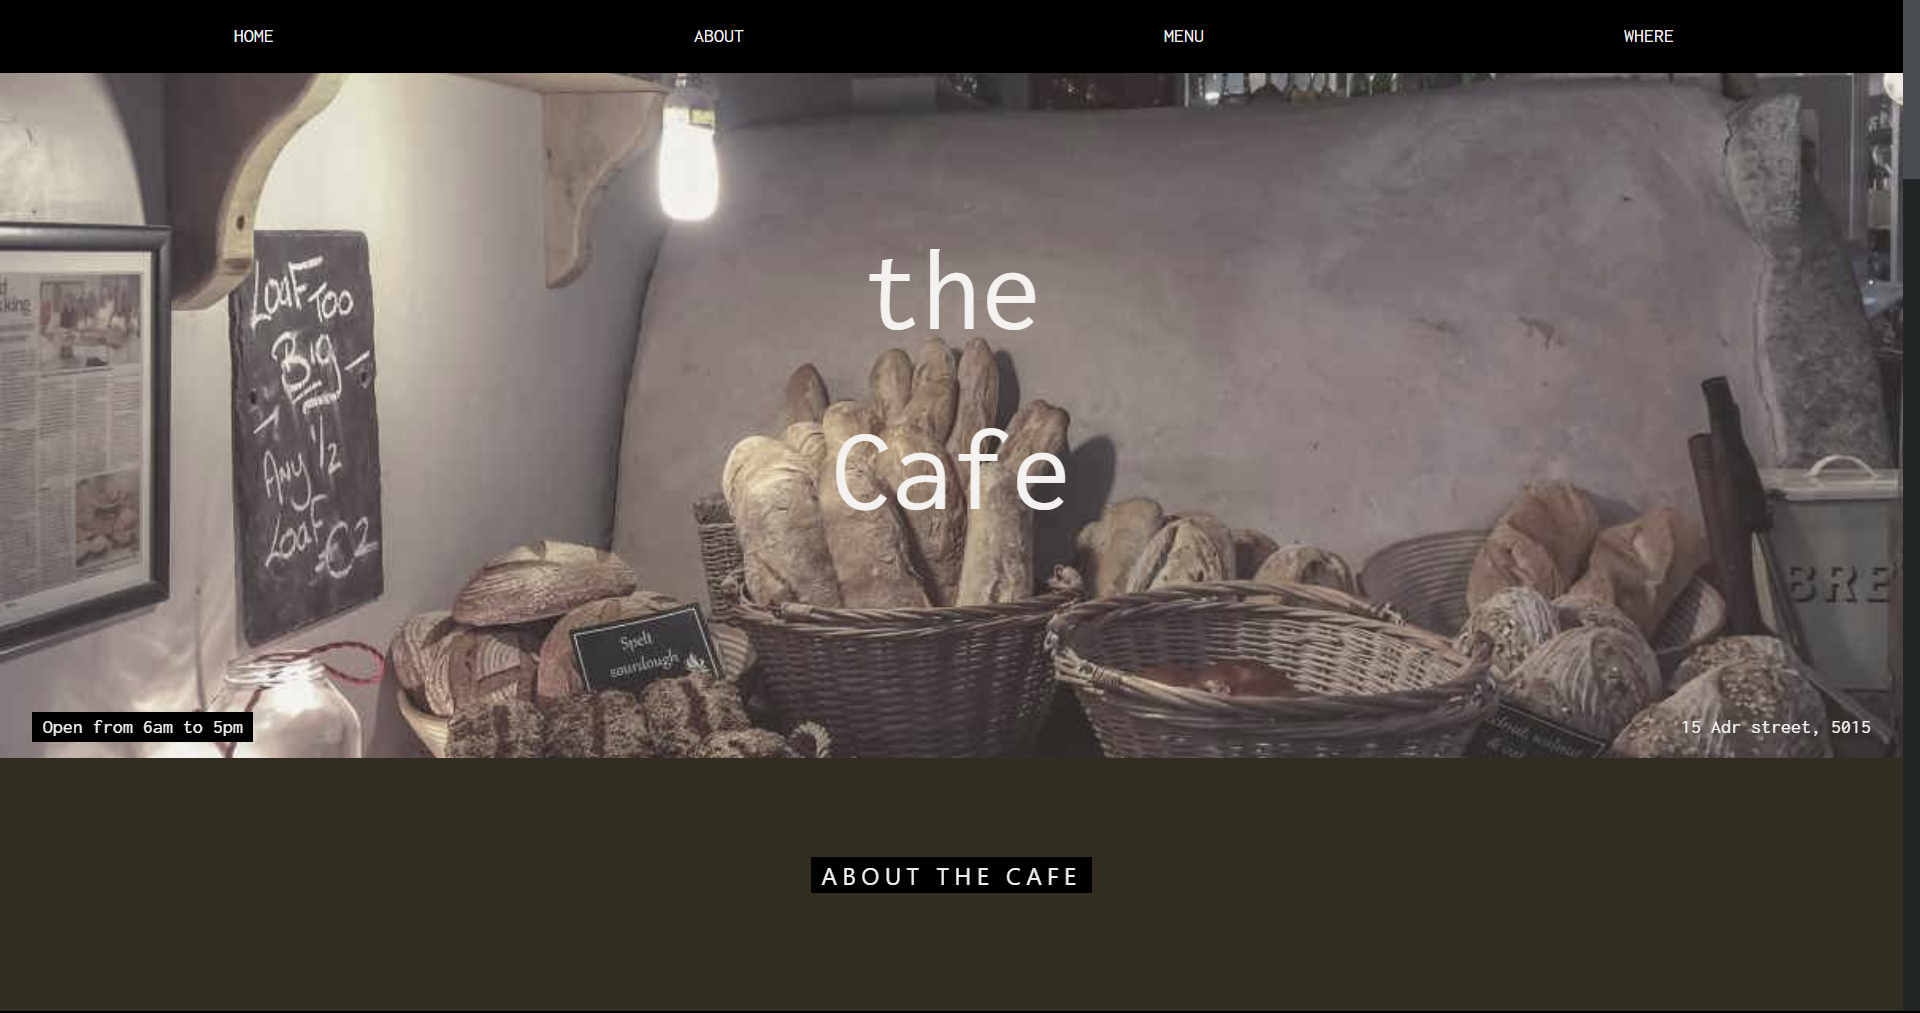 HOME
ABOUT
MENU
WHERE
the
Cafe
d
king
LOAF TOO
BIG
Any 1/2
LOAF
€2
Spelt
sourdough
BRE
Open from 6am to 5pm
15 Adr street, 5015
ABOUT THE CAFE